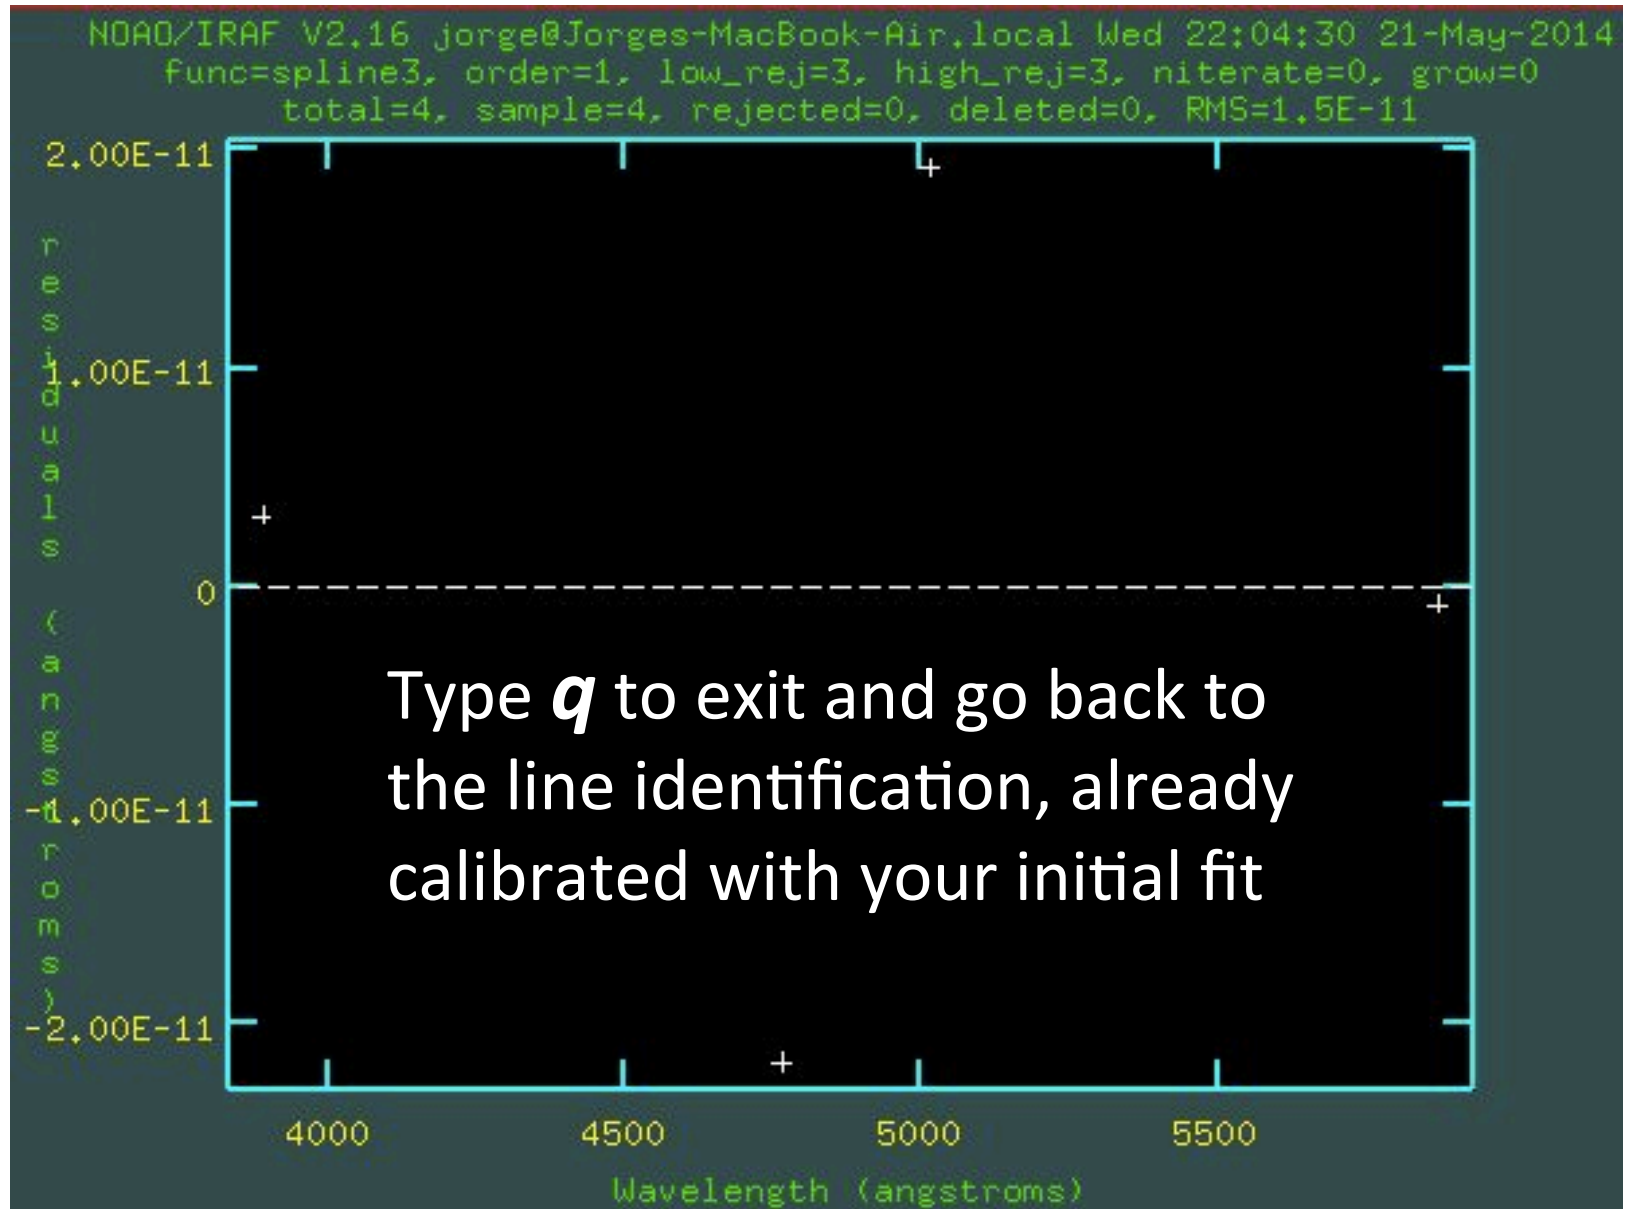 NOAO/IRAF V2.16 jorge@Jorges-MacBook-Air.local Wed 22:04:30 21-May-2014
func=spline3, order=1, low_rej=3, high_rej=3, niterate=0, grow=0
total=4, sample=4, rejected=0, deleted=0, RMS=1.5E-11
2.00E-11
1.00E-11
0
-1.00E-11
-2.00E-11
residuals (angstroms)
Type q to exit and go back to
the line identification, already
calibrated with your initial fit
4000 4500 5000 5500
Wavelength (angstroms)